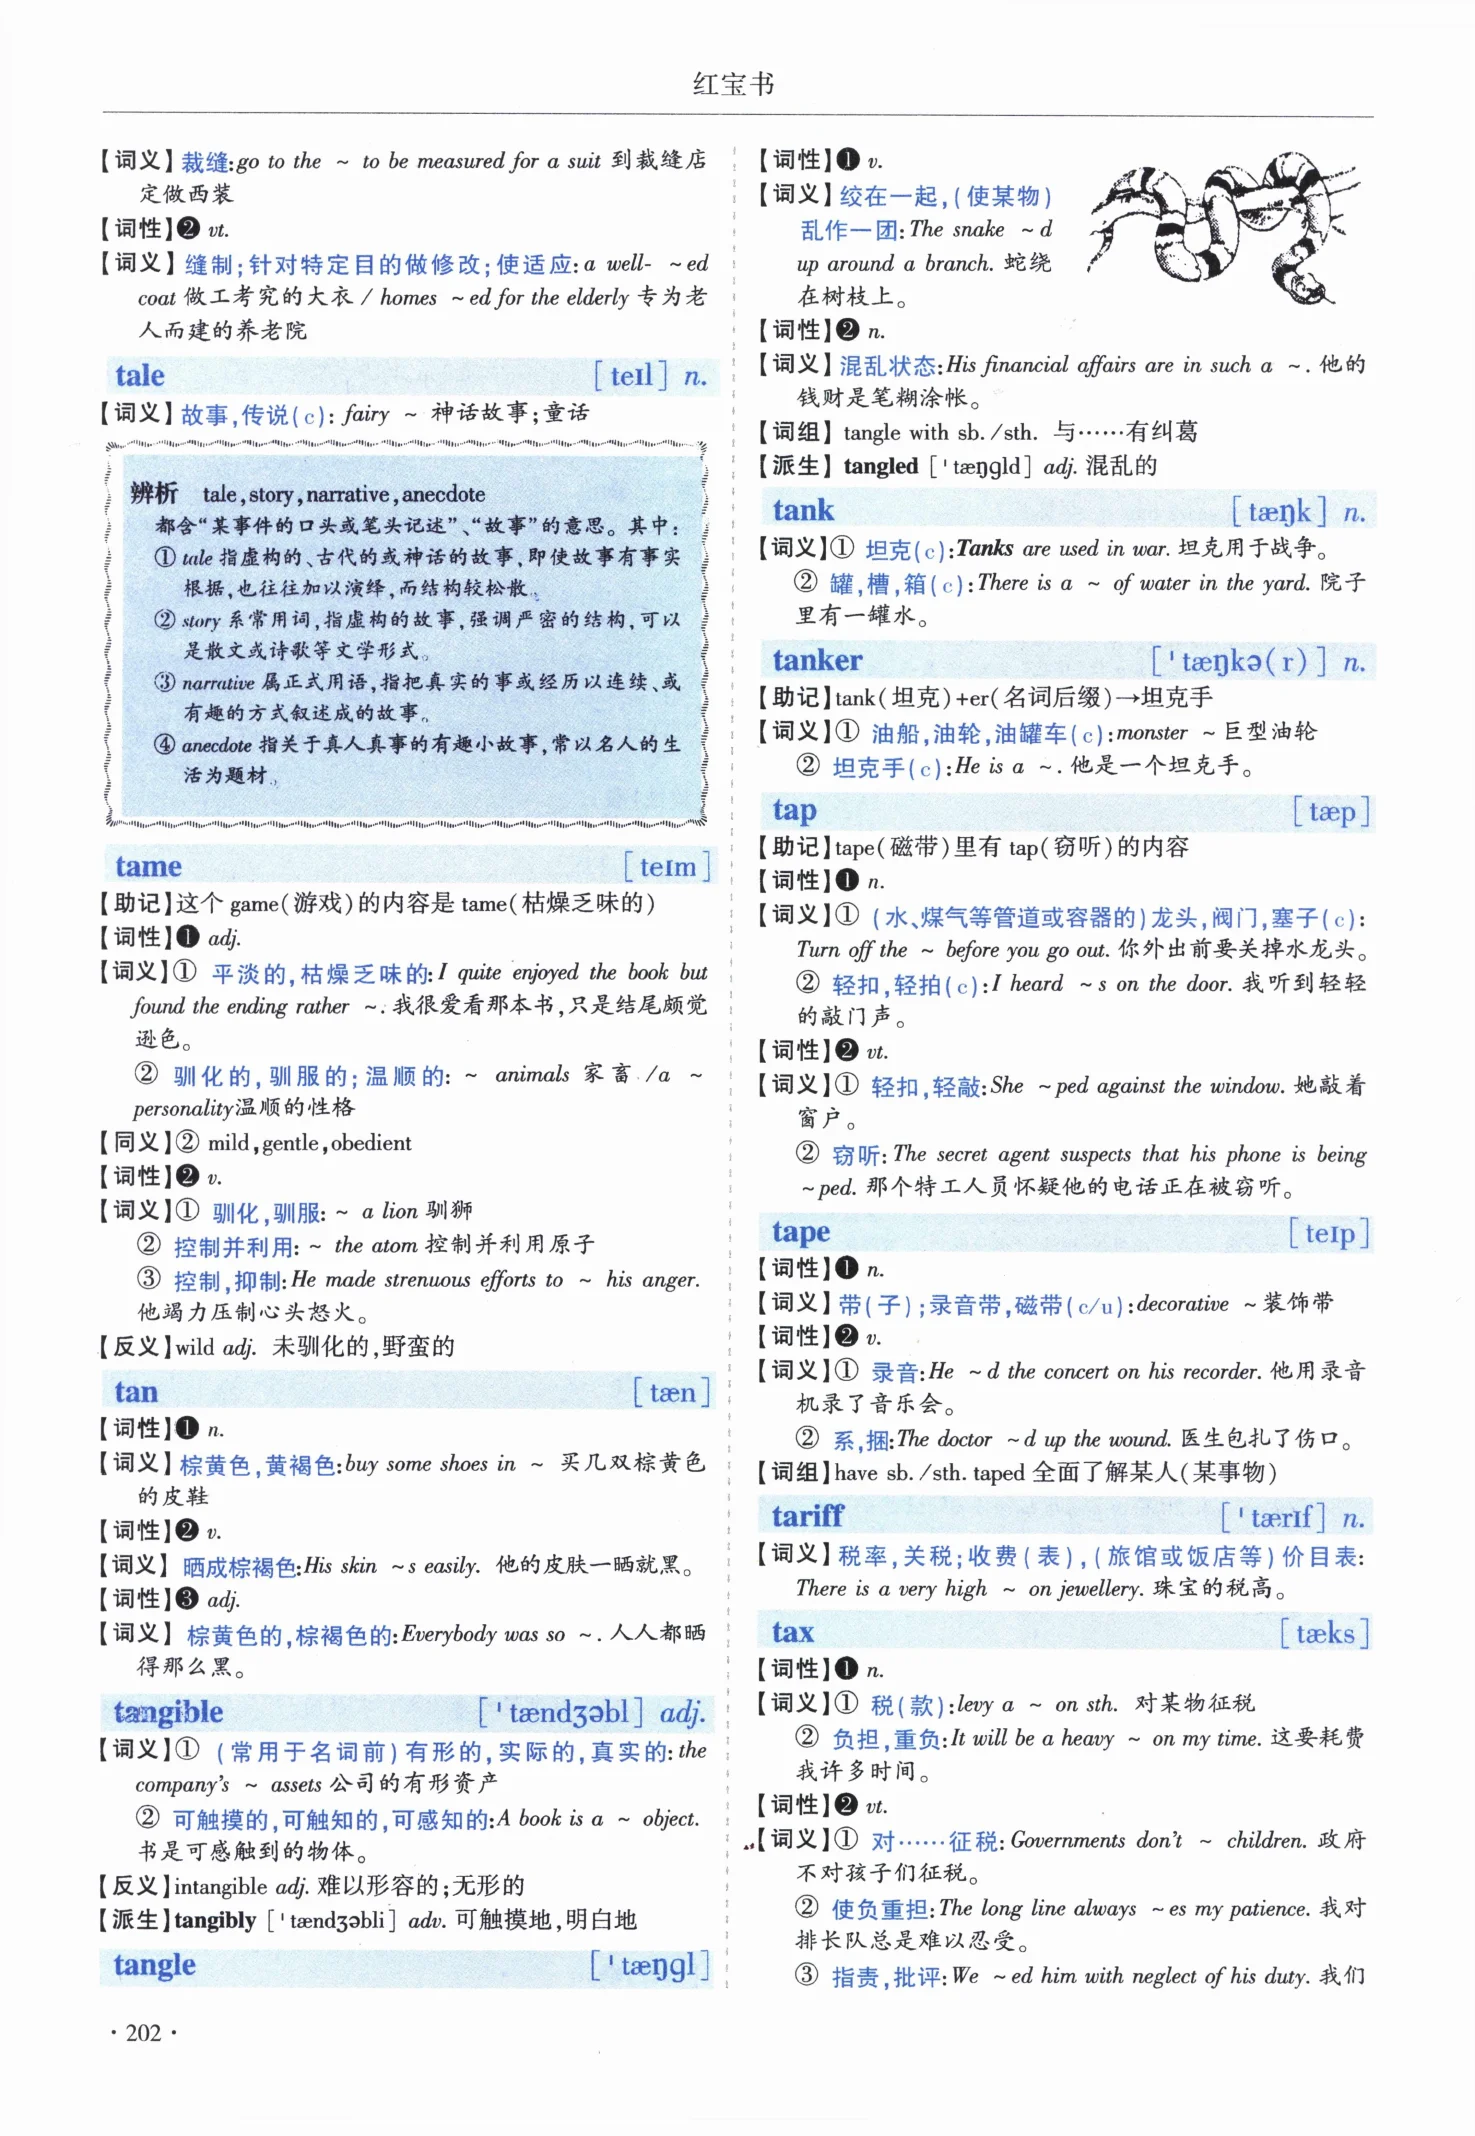 红宝书
【词义】裁缝:go to the ~ to be measured for a suit 到裁缝店
定做西装
【词性】❷ vt.
【词义】缝制;针对特定目的做修改;使适应:a well- ~ed
coat 做工考究的大衣 / homes ~ed for the elderly 专为老
人而建的养老院
tale [teɪl] n.
【词义】故事,传说(c): fairy ~ 神话故事;童话
辨析 tale,story,narrative,anecdote
都含“某事件的口头或笔头记述”、“故事”的意思。其中:
① tale 指虚构的、古代的或神话的故事,即使故事有事实
根据,也往往加以演绎,而结构较松散。
② story 系常用词,指虚构的故事,强调严密的结构,可以
是散文或诗歌等文学形式。
③ narrative 属正式用语,指把真实的事或经历以连续、或
有趣的方式叙述成的故事。
④ anecdote 指关于真人真事的有趣小故事,常以名人的生
活为题材。
tame [teɪm]
【助记】这个 game(游戏)的内容是 tame(枯燥乏味的)
【词性】❶ adj.
【词义】① 平淡的,枯燥乏味的:I quite enjoyed the book but
found the ending rather ~. 我很爱看那本书,只是结尾颇觉
逊色。
② 驯化的,驯服的;温顺的: ~ animals 家畜 /a ~
personality温顺的性格
【同义】② mild,gentle,obedient
【词性】❷ v.
【词义】① 驯化,驯服: ~ a lion 驯狮
② 控制并利用: ~ the atom 控制并利用原子
③ 控制,抑制:He made strenuous efforts to ~ his anger.
他竭力压制心头怒火。
【反义】wild adj. 未驯化的,野蛮的
tan [tæn]
【词性】❶ n.
【词义】棕黄色,黄褐色:buy some shoes in ~ 买几双棕黄色
的皮鞋
【词性】❷ v.
【词义】晒成棕褐色:His skin ~s easily. 他的皮肤一晒就黑。
【词性】❸ adj.
【词义】棕黄色的,棕褐色的:Everybody was so ~. 人人都晒
得那么黑。
tangible [ˈtændʒəbl] adj.
【词义】① (常用于名词前)有形的,实际的,真实的:the
company's ~ assets 公司的有形资产
② 可触摸的,可触知的,可感知的:A book is a ~ object.
书是可感触到的物体。
【反义】intangible adj. 难以形容的;无形的
【派生】tangibly [ˈtændʒəbli] adv. 可触摸地,明白地
tangle [ˈtæŋgl]
【词性】❶ v.
【词义】绞在一起,(使某物)
乱作一团:The snake ~d
up around a branch. 蛇绕
在树枝上。
【词性】❷ n.
【词义】混乱状态:His financial affairs are in such a ~. 他的
钱财是笔糊涂帐。
【词组】tangle with sb./sth. 与……有纠葛
【派生】tangled [ˈtæŋgld] adj. 混乱的
tank [tæŋk] n.
【词义】① 坦克(c):Tanks are used in war. 坦克用于战争。
② 罐,槽,箱(c):There is a ~ of water in the yard. 院子
里有一罐水。
tanker [ˈtæŋkə(r)] n.
【助记】tank(坦克)+er(名词后缀)→坦克手
【词义】① 油船,油轮,油罐车(c):monster ~ 巨型油轮
② 坦克手(c):He is a ~. 他是一个坦克手。
tap [tæp]
【助记】tape(磁带)里有 tap(窃听)的内容
【词性】❶ n.
【词义】① (水、煤气等管道或容器的)龙头,阀门,塞子(c):
Turn off the ~ before you go out. 你外出前要关掉水龙头。
② 轻扣,轻拍(c):I heard ~s on the door. 我听到轻轻
的敲门声。
【词性】❷ vt.
【词义】① 轻扣,轻敲:She ~ped against the window. 她敲着
窗户。
② 窃听:The secret agent suspects that his phone is being
~ped. 那个特工人员怀疑他的电话正在被窃听。
tape [teɪp]
【词性】❶ n.
【词义】带(子);录音带,磁带(c/u):decorative ~装饰带
【词性】❷ v.
【词义】① 录音:He ~d the concert on his recorder. 他用录音
机录了音乐会。
② 系,捆:The doctor ~d up the wound. 医生包扎了伤口。
【词组】have sb./sth. taped 全面了解某人(某事物)
tariff [ˈtærɪf] n.
【词义】税率,关税;收费(表),(旅馆或饭店等)价目表:
There is a very high ~ on jewellery. 珠宝的税高。
tax [tæks]
【词性】❶ n.
【词义】① 税(款):levy a ~ on sth. 对某物征税
② 负担,重负:It will be a heavy ~ on my time. 这要耗费
我许多时间。
【词性】❷ vt.
【词义】① 对……征税:Governments don't ~ children. 政府
不对孩子们征税。
② 使负重担:The long line always ~es my patience. 我对
排长队总是难以忍受。
③ 指责,批评:We ~ed him with neglect of his duty. 我们
· 202 ·